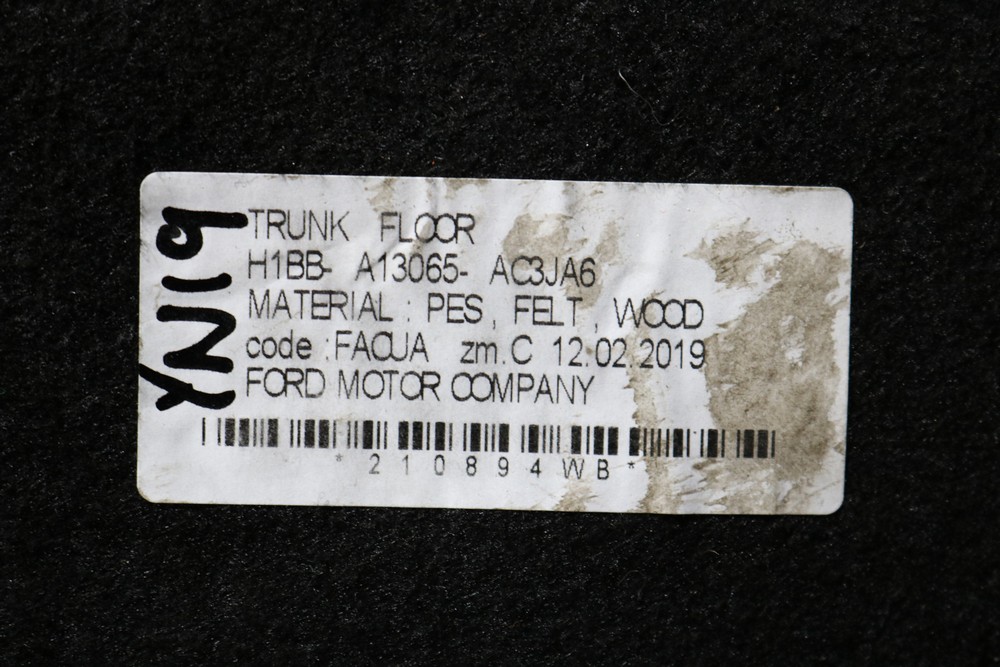 YN19
TRUNK FLOOR
H1BB- A13065- AC3JA6
MATERIAL : PES , FELT , WOOD
code : FAOUA zm.C 12.02.2019
FORD MOTOR COMPANY
*210894WB*